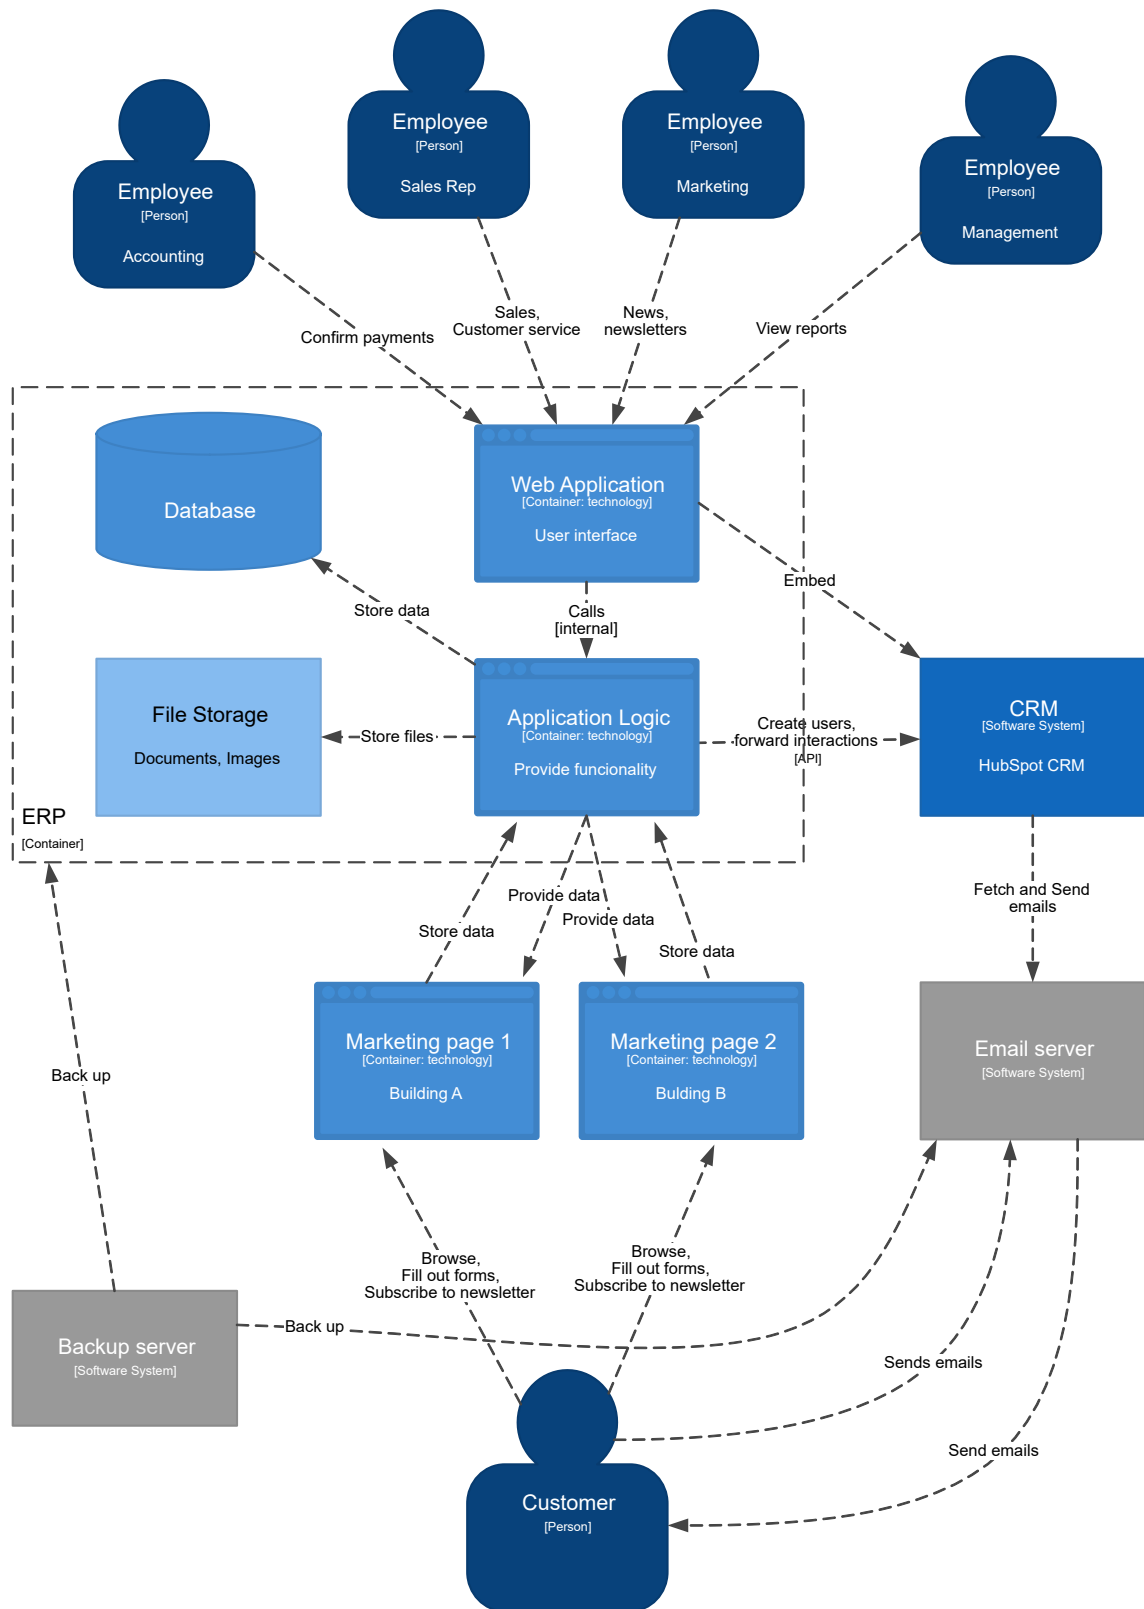 Employee
[Person]
Sales Rep
Employee
[Person]
Marketing
Employee
[Person]
Management
Employee
[Person]
Accounting
Confirm payments
Sales,
Customer service
News,
newsletters
View reports
Database
Web Application
[Container: technology]
User interface
Embed
Store data
Calls
[internal]
File Storage
Documents, Images
Store files
Application Logic
[Container: technology]
Provide funcionality
Create users,
forward interactions
[API]
CRM
[Software System]
HubSpot CRM
ERP
[Container]
Store data
Provide data
Provide data
Store data
Fetch and Send
emails
Marketing page 1
[Container: technology]
Building A
Marketing page 2
[Container: technology]
Bulding B
Email server
[Software System]
Back up
Browse,
Fill out forms,
Subscribe to newsletter
Browse,
Fill out forms,
Subscribe to newsletter
Backup server
[Software System]
Back up
Sends emails
Send emails
Customer
[Person]